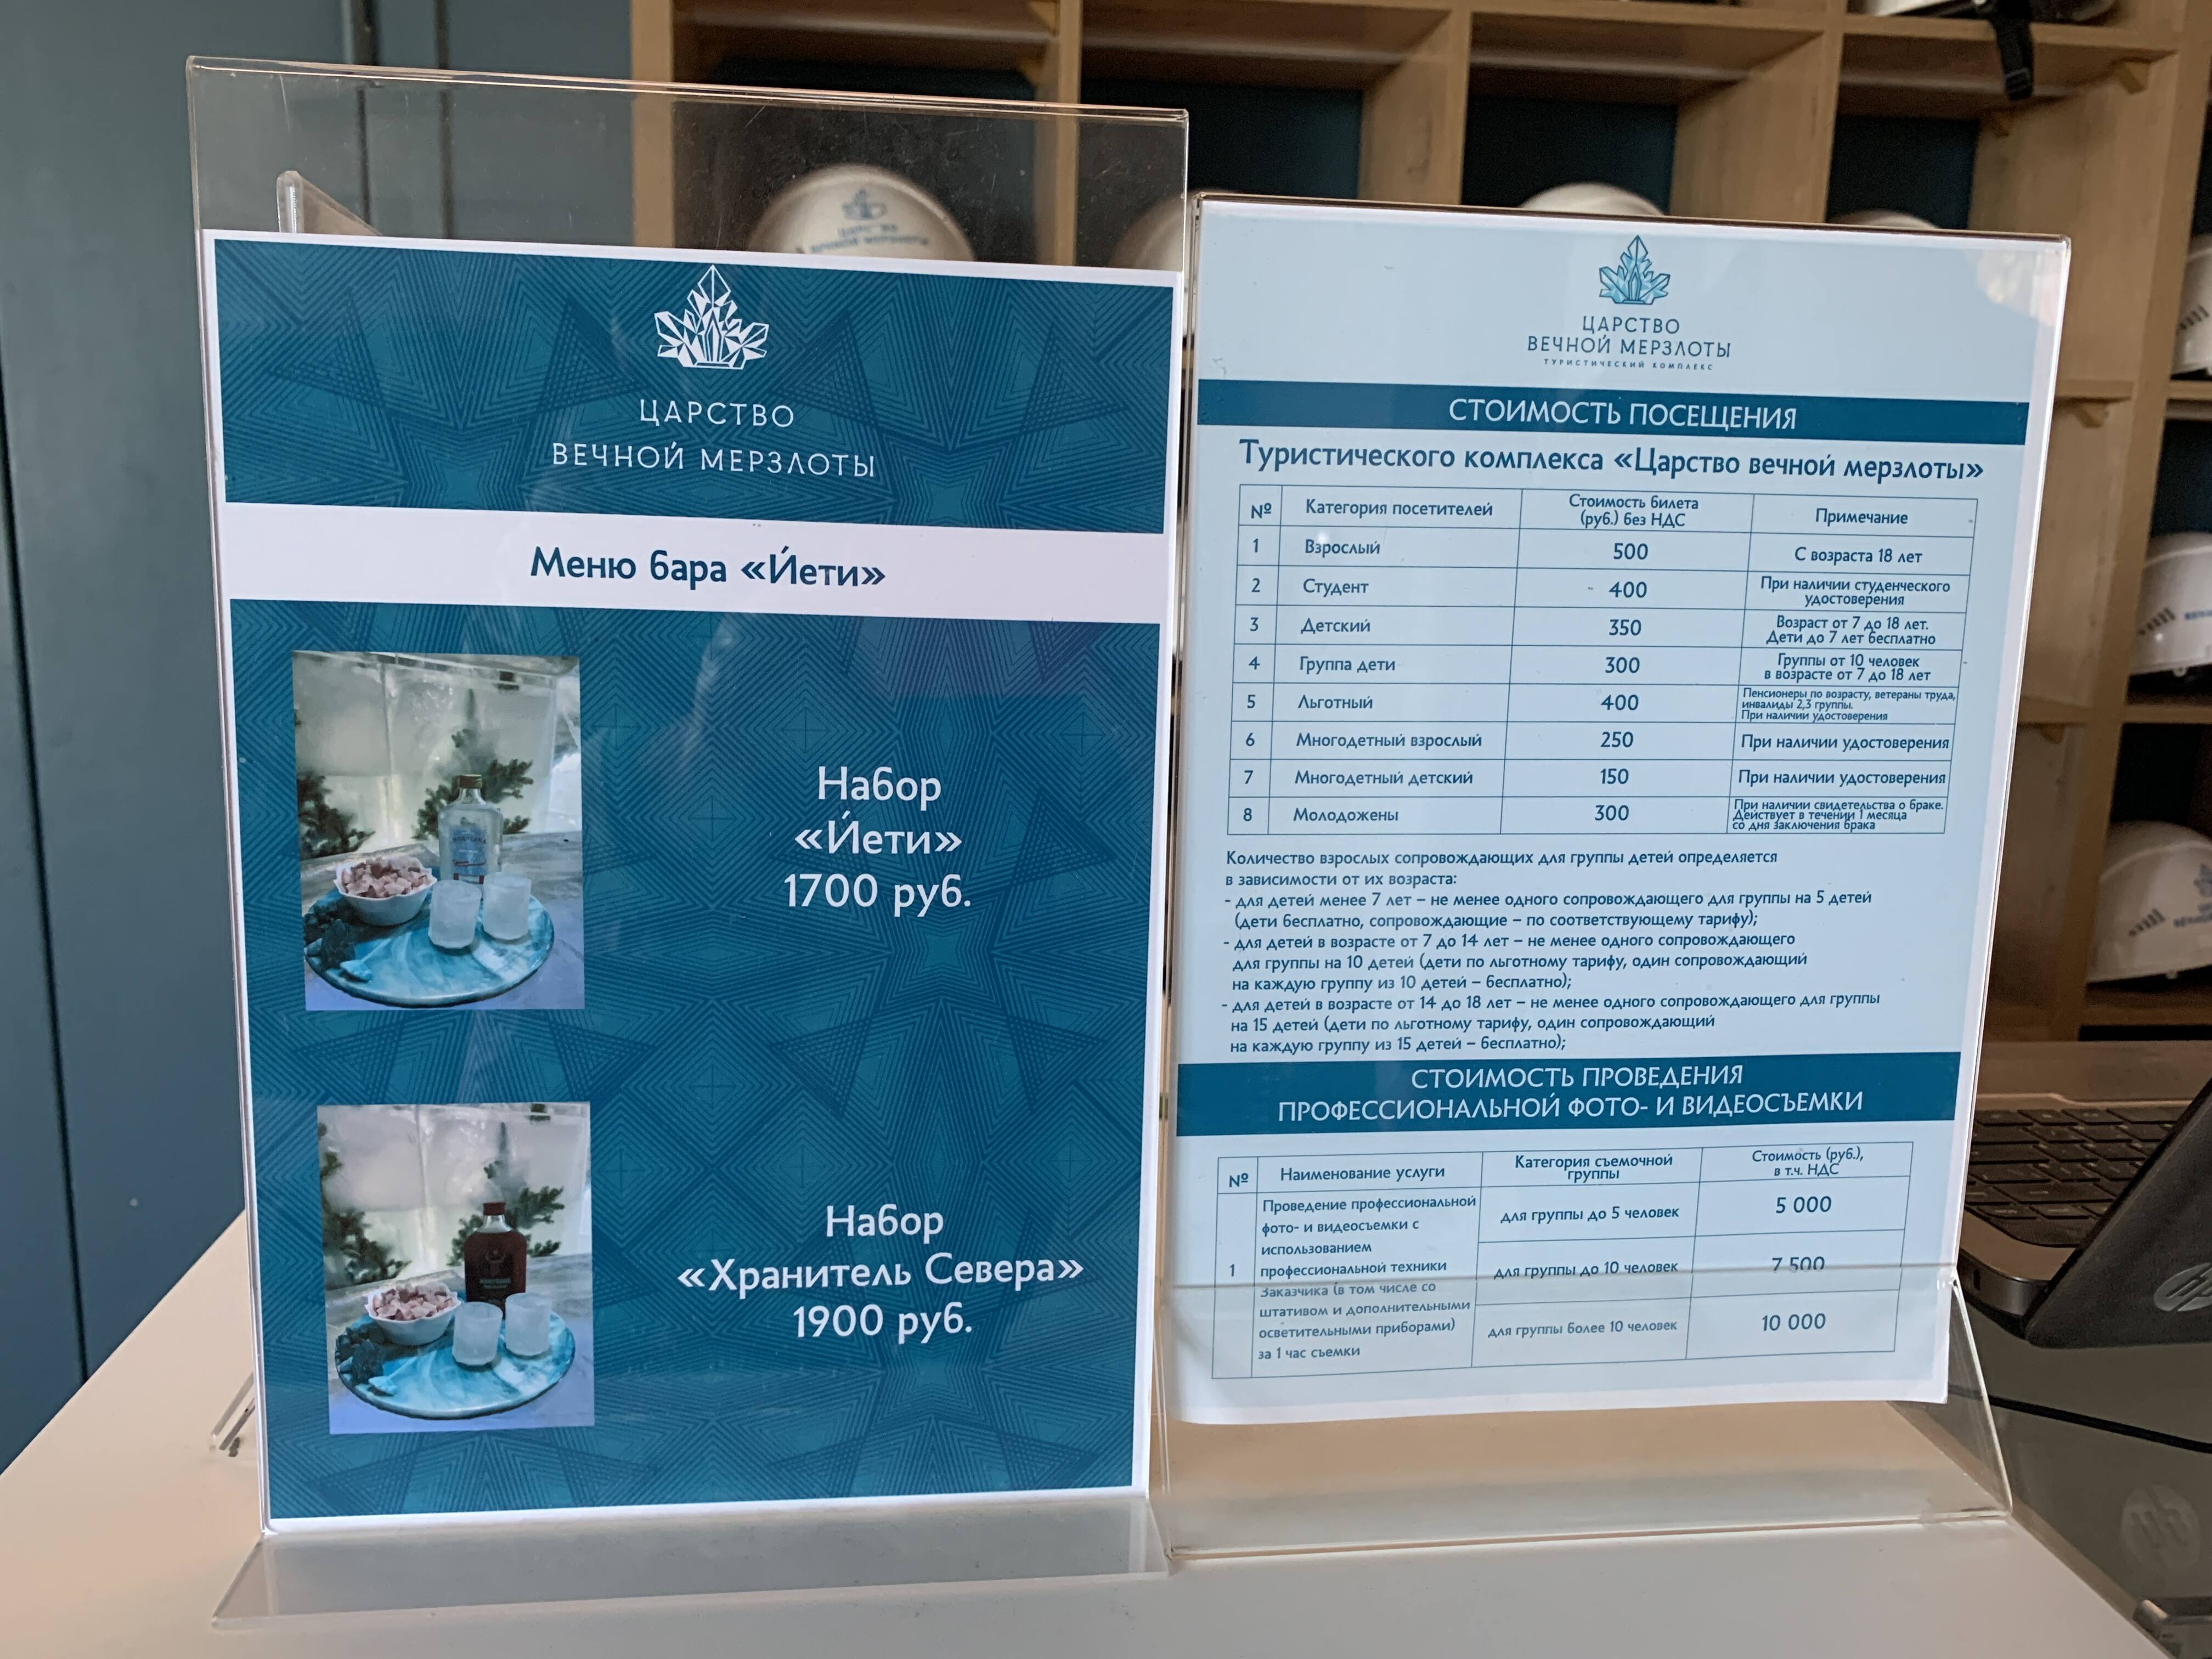 ЦАРСТВО
ВЕЧНОЙ МЕРЗЛОТЫ
Меню бара «Йети»
Набор
«Йети»
1700 руб.
Набор
«Хранитель Севера»
1900 руб.
ЦАРСТВО
ВЕЧНОЙ МЕРЗЛОТЫ
ТУРИСТИЧЕСКИЙ КОМПЛЕКС
СТОИМОСТЬ ПОСЕЩЕНИЯ
Туристического комплекса «Царство вечной мерзлоты»
№ Категория посетителей Стоимость билета (руб.) без НДС Примечание
1 Взрослый 500 С возраста 18 лет
2 Студент 400 При наличии студенческого удостоверения
3 Детский 350 Возраст от 7 до 18 лет. Дети до 7 лет бесплатно
4 Группа дети 300 Группы от 10 человек в возрасте от 7 до 18 лет
5 Льготный 400 Пенсионеры по возрасту, ветераны труда, инвалиды 2,3 группы. При наличии удостоверения
6 Многодетный взрослый 250 При наличии удостоверения
7 Многодетный детский 150 При наличии удостоверения
8 Молодожены 300 При наличии свидетельства о браке. Действует в течении 1 месяца со дня заключения брака
Количество взрослых сопровождающих для группы детей определяется
в зависимости от их возраста:
- для детей менее 7 лет – не менее одного сопровождающего для группы на 5 детей
(дети бесплатно, сопровождающие – по соответствующему тарифу);
- для детей в возрасте от 7 до 14 лет – не менее одного сопровождающего
для группы на 10 детей (дети по льготному тарифу, один сопровождающий
на каждую группу из 10 детей – бесплатно);
- для детей в возрасте от 14 до 18 лет – не менее одного сопровождающего для группы
на 15 детей (дети по льготному тарифу, один сопровождающий
на каждую группу из 15 детей – бесплатно);
СТОИМОСТЬ ПРОВЕДЕНИЯ
ПРОФЕССИОНАЛЬНОЙ ФОТО- И ВИДЕОСЪЕМКИ
№ Наименование услуги Категория съемочной группы Стоимость (руб.), в т.ч. НДС
1 Проведение профессиональной
фото- и видеосъемки с
использованием
профессиональной техники
Заказчика (в том числе со
штативом и дополнительными
осветительными приборами)
за 1 час съемки
для группы до 5 человек 5 000
для группы до 10 человек 7 500
для группы более 10 человек 10 000
hp